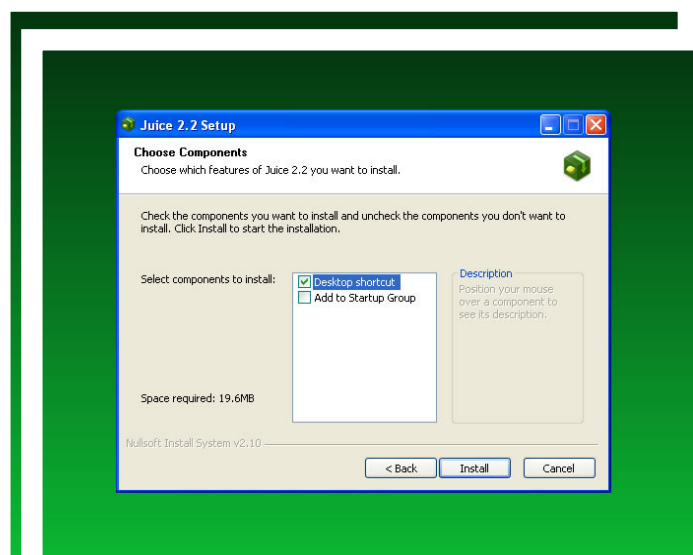 Juice 2.2 Setup
Choose Components
Choose which features of Juice 2.2 you want to install.
Check the components you want to install and uncheck the components you don't want to
install. Click Install to start the installation.
Select components to install:
Desktop shortcut
Add to Startup Group
Description
Position your mouse
over a component to
see its description.
Space required: 19.6MB
Nullsoft Install System v2.10
< Back Install Cancel